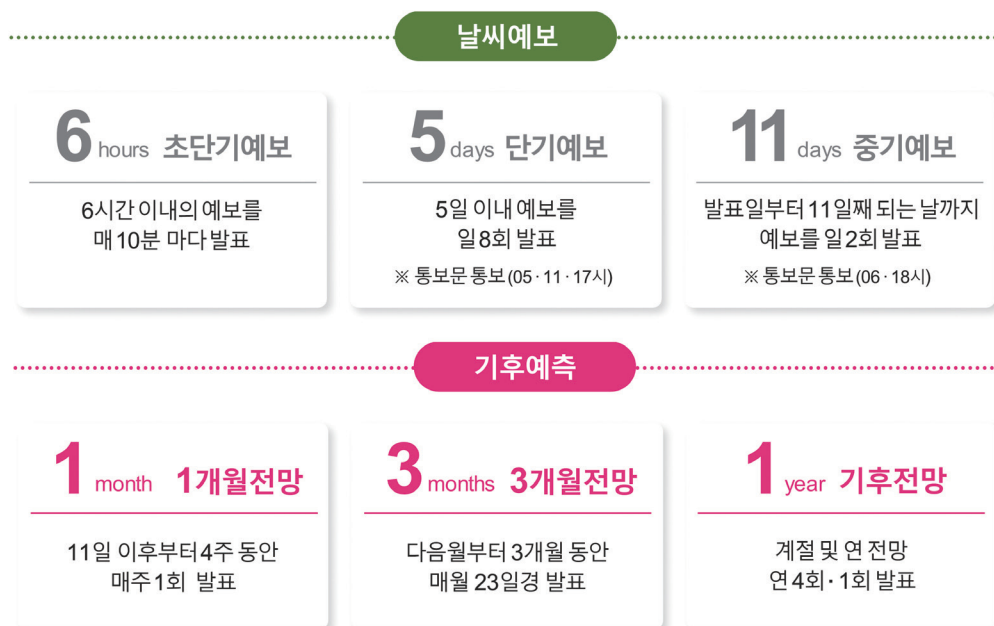 날씨예보
6 hours 초단기예보
6시간 이내의 예보를
매 10분 마다 발표
5 days 단기예보
5일 이내 예보를
일 8회 발표
※ 통보문 통보 (05 · 11 · 17시)
11 days 중기예보
발표일부터 11일째 되는 날까지
예보를 일 2회 발표
※ 통보문 통보 (06 · 18시)
기후예측
1 month 1개월전망
11일 이후부터 4주 동안
매주 1회 발표
3 months 3개월전망
다음월부터 3개월 동안
매월 23일경 발표
1 year 기후전망
계절 및 연 전망
연 4회 · 1회 발표